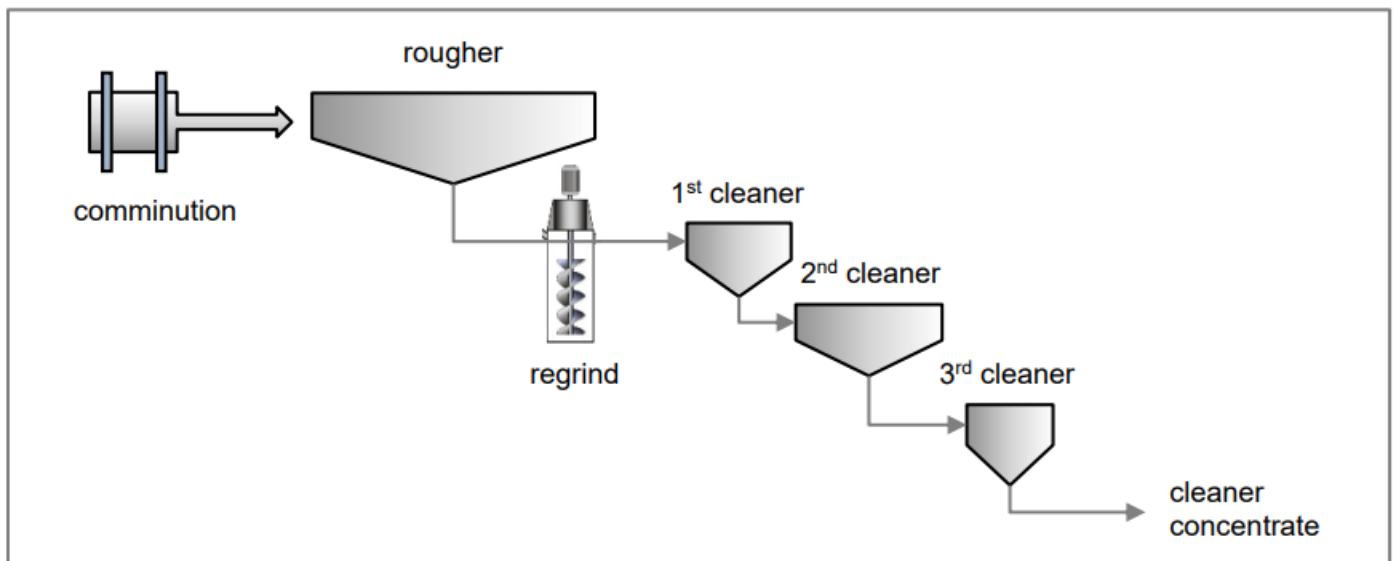 rougher
comminution
1st cleaner
2nd cleaner
regrind
3rd cleaner
cleaner
concentrate